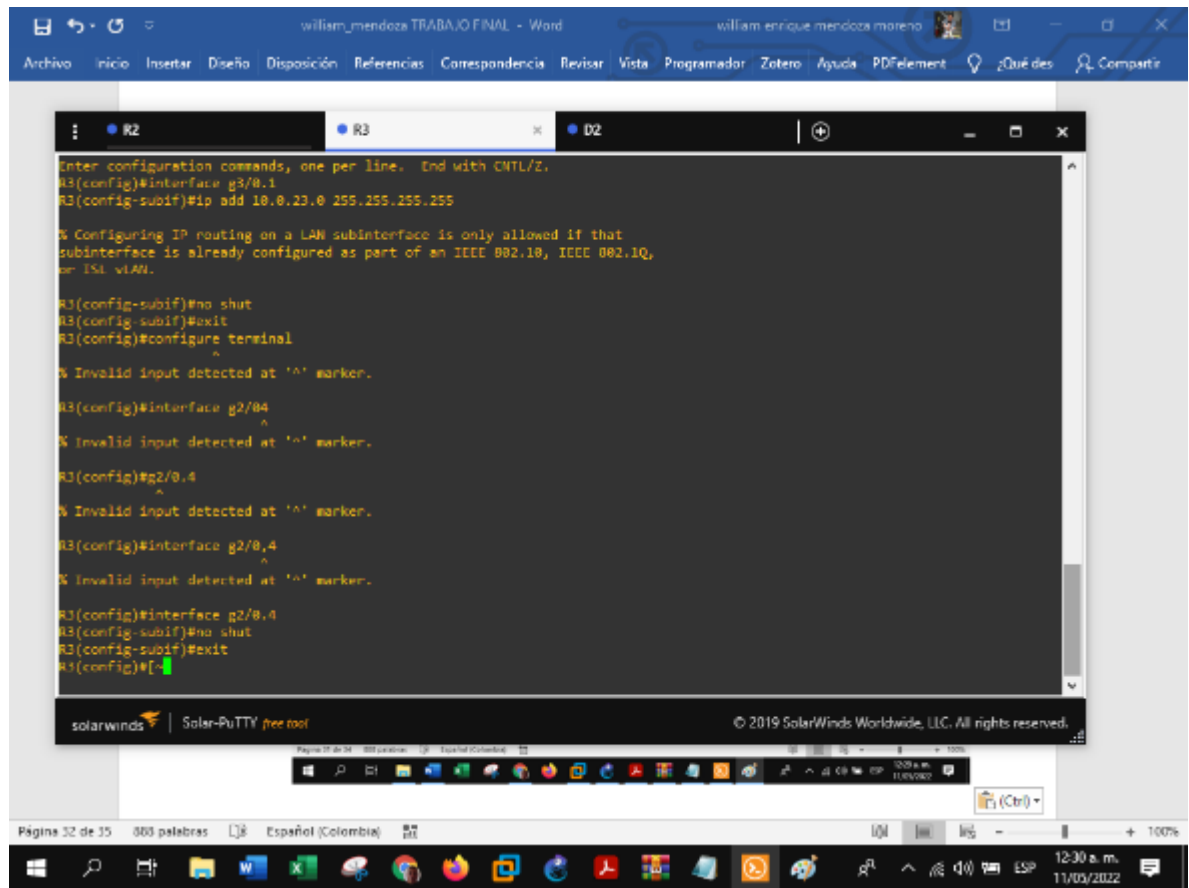 william_mendoza TRABAJO FINAL - Word william enrique mendoza moreno
Archivo Inicio Insertar Diseño Disposición Referencias Correspondencia Revisar Vista Programador Zotero Ayuda PDFelement ¿Qué des Compartir
R2 R3 D2
Enter configuration commands, one per line. End with CNTL/Z.
R3(config)#interface g3/0.1
R3(config-subif)#ip add 10.0.23.0 255.255.255.255
% Configuring IP routing on a LAN subinterface is only allowed if that
subinterface is already configured as part of an IEEE 802.10, IEEE 802.1Q,
or ISL vLAN.
R3(config-subif)#no shut
R3(config-subif)#exit
R3(config)#configure terminal
^
% Invalid input detected at '^' marker.
R3(config)#interface g2/04
^
% Invalid input detected at '^' marker.
R3(config)#g2/0.4
^
% Invalid input detected at '^' marker.
R3(config)#interface g2/0,4
^
% Invalid input detected at '^' marker.
R3(config)#interface g2/0.4
R3(config-subif)#no shut
R3(config-subif)#exit
R3(config)#[~
solarwinds | Solar-PuTTY free tool © 2019 SolarWinds Worldwide, LLC. All rights reserved.
Español (Colombia) 100%
ESP 12:29 a. m.
11/05/2022
(Ctrl)
Página 32 de 35 888 palabras Español (Colombia) 100%
ESP 12:30 a. m.
11/05/2022